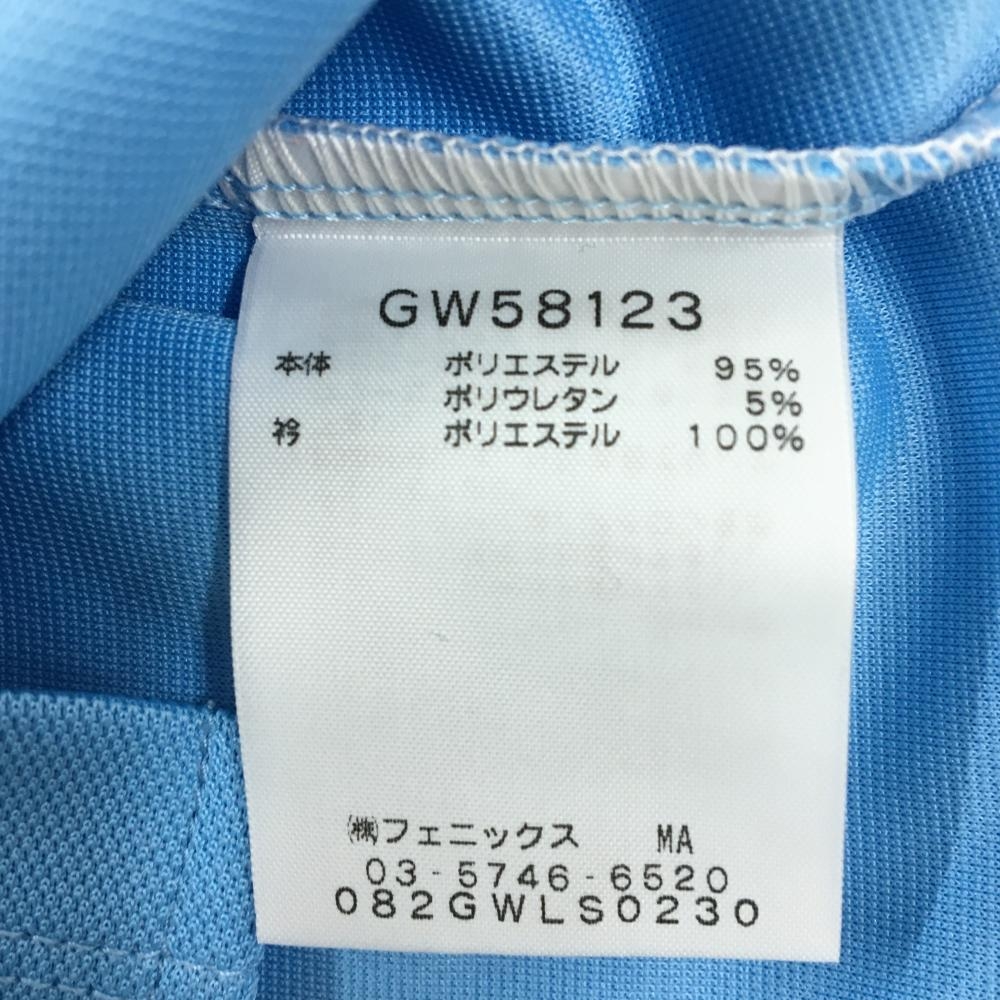 GW58123
本体 ポリエステル 95%
ポリウレタン 5%
衿 ポリエステル 100%
㈱フェニックス MA
03-5746-6520
082GWLS0230